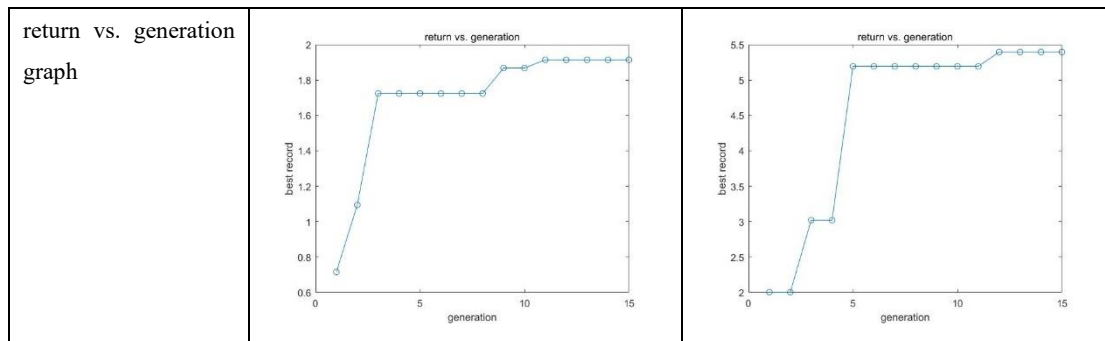 return vs. generation
graph
return vs. generation
2
1.8
1.6
1.4
1.2
1
0.8
0.6
best record
0 5 10 15
generation
return vs. generation
5.5
5
4.5
4
3.5
3
2.5
2
best record
0 5 10 15
generation